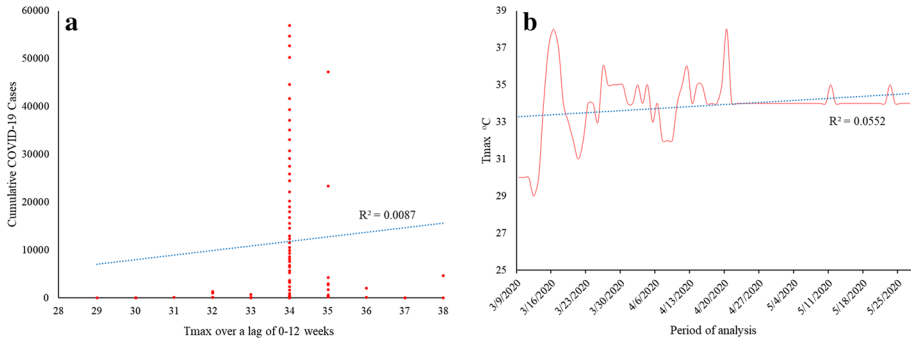 a
Cumulative COVID-19 Cases
60000
50000
40000
30000
20000
10000
0
R² = 0.0087
28 29 30 31 32 33 34 35 36 37 38
Tmax over a lag of 0-12 weeks
b
Tmax °C
39
37
35
33
31
29
27
25
R² = 0.0552
3/9/2020 3/16/2020 3/23/2020 3/30/2020 4/6/2020 4/13/2020 4/20/2020 4/27/2020 5/4/2020 5/11/2020 5/18/2020 5/25/2020
Period of analysis